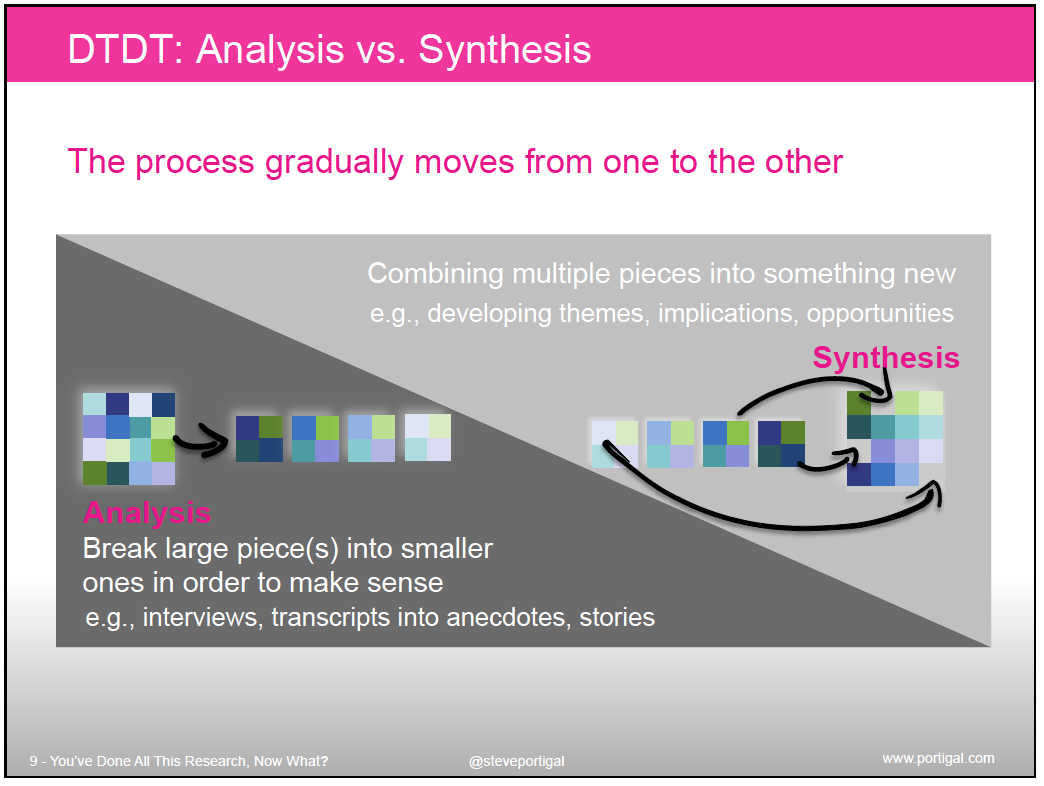 DTDT: Analysis vs. Synthesis
The process gradually moves from one to the other
Combining multiple pieces into something new
e.g., developing themes, implications, opportunities
Synthesis
Analysis
Break large piece(s) into smaller
ones in order to make sense
e.g., interviews, transcripts into anecdotes, stories
9 - You've Done All This Research, Now What?
@steveportigal
www.portigal.com